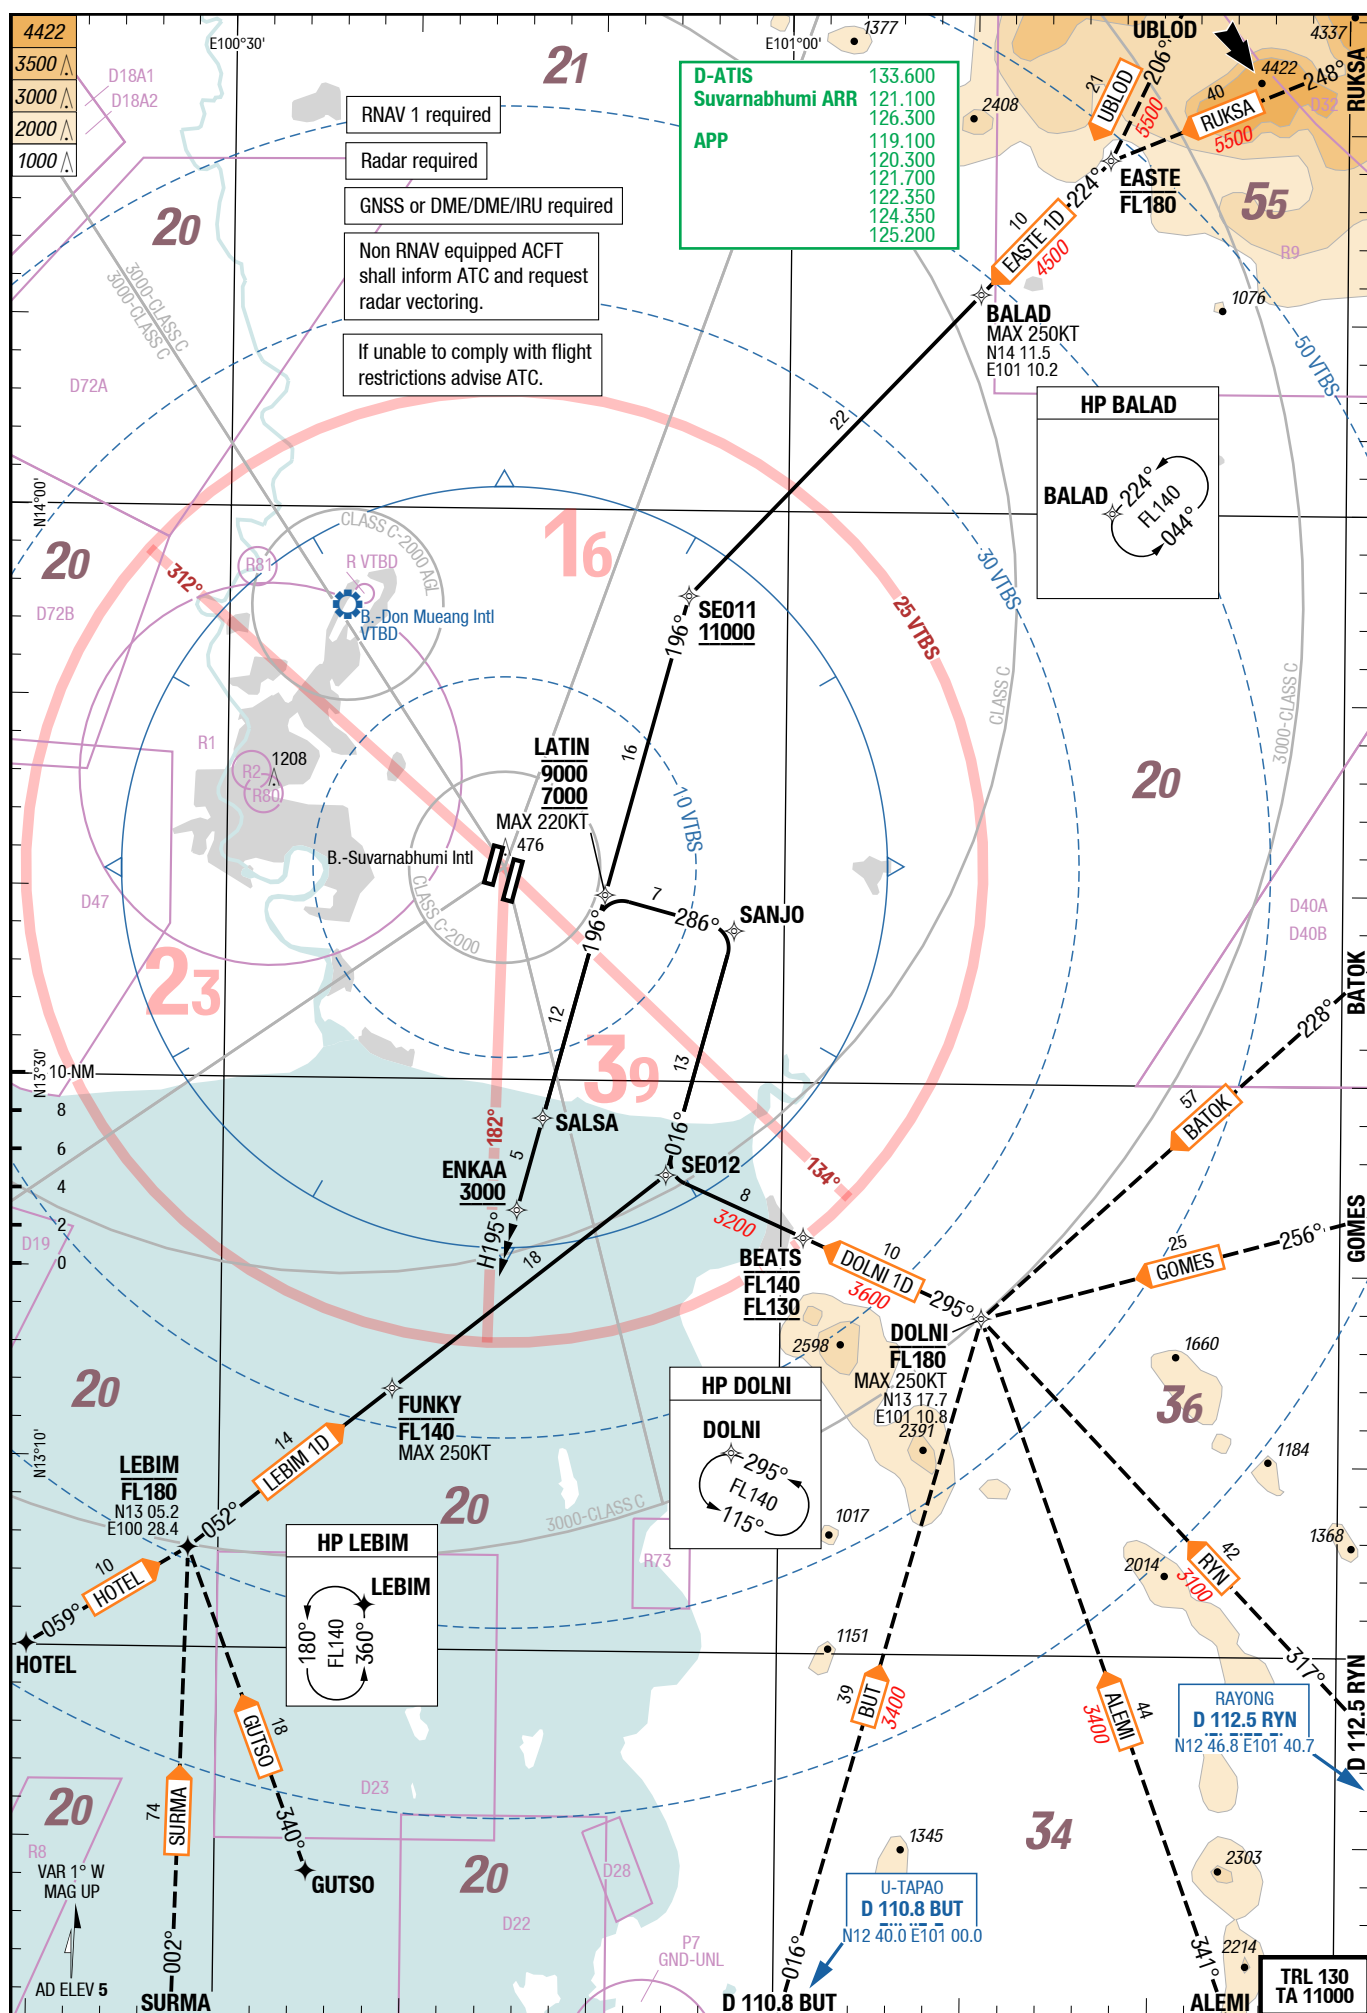 4422
3500
3000
2000
1000
E100°30'
E101°00'
D18A1
D18A2
21
1377
UBLOD
4337
RUKSA
D-ATIS 133.600
Suvarnabhumi ARR 121.100
126.300
APP 119.100
120.300
121.700
122.350
124.350
125.200
RNAV 1 required
Radar required
GNSS or DME/DME/IRU required
Non RNAV equipped ACFT
shall inform ATC and request
radar vectoring.
If unable to comply with flight
restrictions advise ATC.
2408
21
UBLOD
206°
5500
40
RUKSA
5500
4422
248°
D32
EASTE
FL180
55
R9
20
3000-CLASS C
3000-CLASS C
224°
10
EASTE 1D
4500
BALAD
MAX 250KT
N14 11.5
E101 10.2
1076
50 VTBS
D72A
22
HP BALAD
BALAD
224°
FL140
044°
N14°00'
20
D72B
312°
R81
CLASS C-2000 AGL
R VTBD
B.-Don Mueang Intl
VTBD
16
30 VTBS
25 VTBS
SE011
11000
196°
CLASS C
3000-CLASS C
R1
R2
1208
R80
LATIN
9000
7000
MAX 220KT
16
10 VTBS
20
476
B.-Suvarnabhumi Intl
CLASS C-2000
7
286°
SANJO
196°
D47
D40A
D40B
BATOK
23
12
39
13
228°
N13°30'
10 NM
8
6
4
2
0
57
BATOK
SALSA
182°
016°
SE012
134°
5
ENKAA
3000
H195°
18
8
3200
D19
BEATS
FL140
FL130
10
DOLNI 1D
3600
295°
25
GOMES
256°
GOMES
DOLNI
FL180
MAX 250KT
N13 17.7
E101 10.8
2598
1660
20
36
FUNKY
FL140
MAX 250KT
HP DOLNI
DOLNI
295°
FL140
115°
2391
N13°10'
14
LEBIM 1D
LEBIM
FL180
N13 05.2
E100 28.4
052°
20
3000-CLASS C
1184
1017
1368
HP LEBIM
LEBIM
180°
FL140
360°
R73
10
HOTEL
059°
HOTEL
2014
42
RYN
3100
1151
317°
D 112.5 RYN
18
GUTSO
39
BUT
3400
44
ALEMI
3400
RAYONG
D 112.5 RYN
N12 46.8 E101 40.7
D23
74
SURMA
20
34
R8
340°
1345
2303
VAR 1° W
MAG UP
GUTSO
20
D28
U-TAPAO
D 110.8 BUT
N12 40.0 E101 00.0
D22
P7
GND-UNL
002°
016°
341°
2214
AD ELEV 5
SURMA
D 110.8 BUT
ALEMI
TRL 130
TA 11000